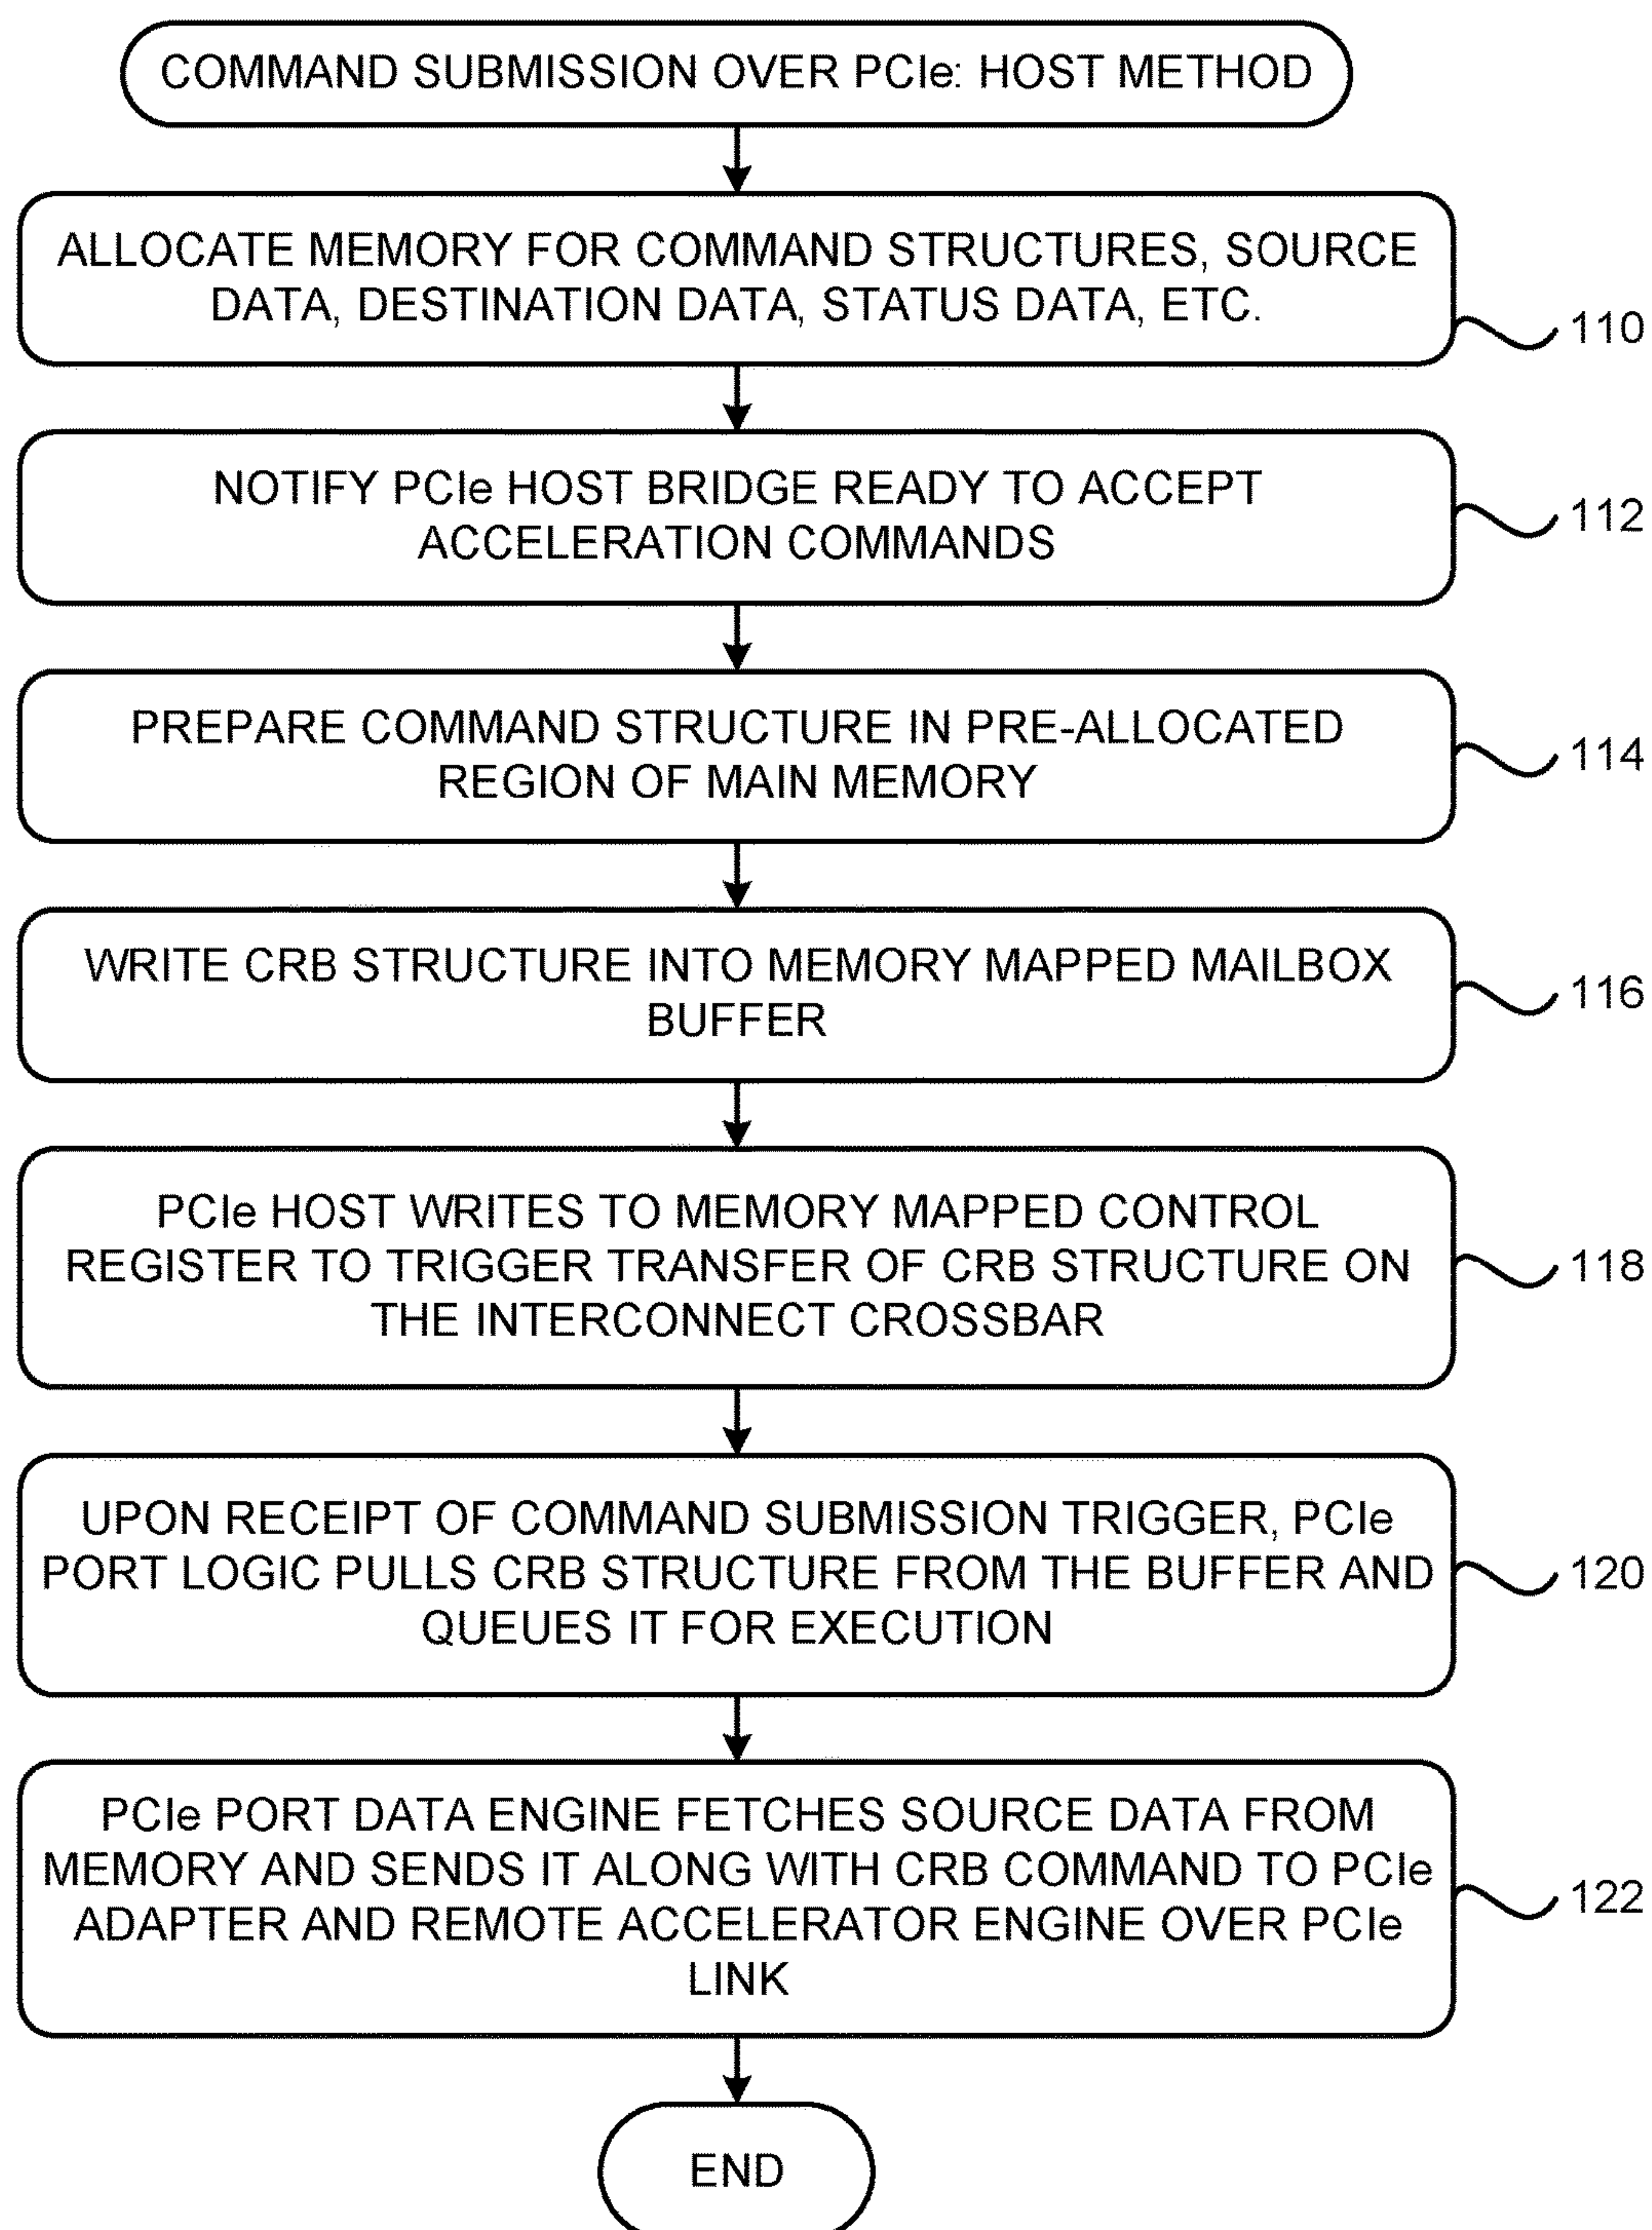 COMMAND SUBMISSION OVER PCIe: HOST METHOD
ALLOCATE MEMORY FOR COMMAND STRUCTURES, SOURCE
DATA, DESTINATION DATA, STATUS DATA, ETC.
110
NOTIFY PCIe HOST BRIDGE READY TO ACCEPT
ACCELERATION COMMANDS
112
PREPARE COMMAND STRUCTURE IN PRE-ALLOCATED
REGION OF MAIN MEMORY
114
WRITE CRB STRUCTURE INTO MEMORY MAPPED MAILBOX
BUFFER
116
PCIe HOST WRITES TO MEMORY MAPPED CONTROL
REGISTER TO TRIGGER TRANSFER OF CRB STRUCTURE ON
THE INTERCONNECT CROSSBAR
118
UPON RECEIPT OF COMMAND SUBMISSION TRIGGER, PCIe
PORT LOGIC PULLS CRB STRUCTURE FROM THE BUFFER AND
QUEUES IT FOR EXECUTION
120
PCIe PORT DATA ENGINE FETCHES SOURCE DATA FROM
MEMORY AND SENDS IT ALONG WITH CRB COMMAND TO PCIe
ADAPTER AND REMOTE ACCELERATOR ENGINE OVER PCIe
LINK
122
END